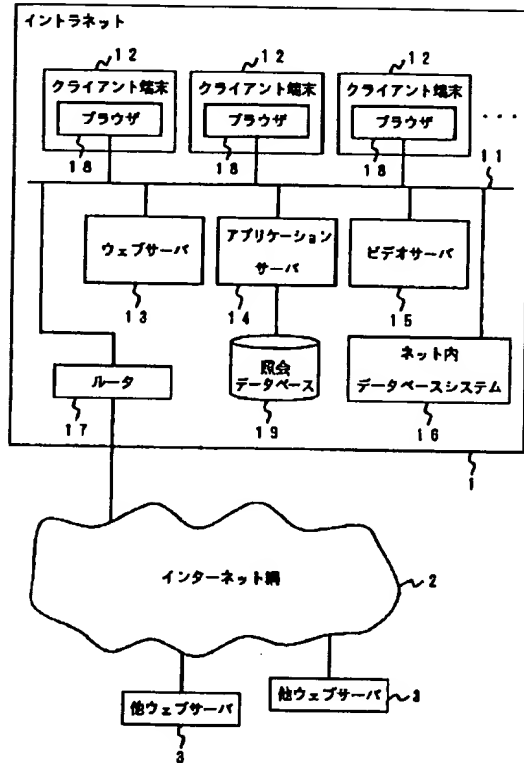 イントラネット
12 12 12
クライアント端末 クライアント端末 クライアント端末
ブラウザ ブラウザ ブラウザ ・・・
18 18 18 11
ウェブサーバ アプリケーション ビデオサーバ
サーバ
13 14 15
ルータ 照会 ネット内
データベース データベースシステム
17 19 16
1
インターネット網 2
他ウェブサーバ 他ウェブサーバ 3
3